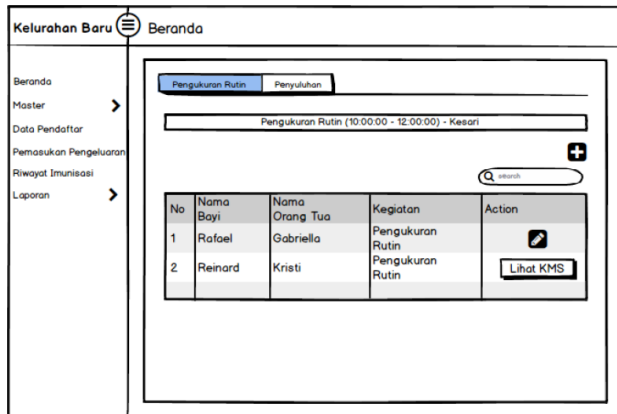 Kelurahan Baru
Beranda
Beranda
Master
Data Pendaftar
Pemasukan Pengeluaran
Riwayat Imunisasi
Laporan
Pengukuran Rutin
Penyuluhan
Pengukuran Rutin (10:00:00 - 12:00:00) - Kesari
search
No
Nama
Bayi
Nama
Orang Tua
Kegiatan
Action
1
Rafael
Gabriella
Pengukuran
Rutin
2
Reinard
Kristi
Pengukuran
Rutin
Lihat KMS